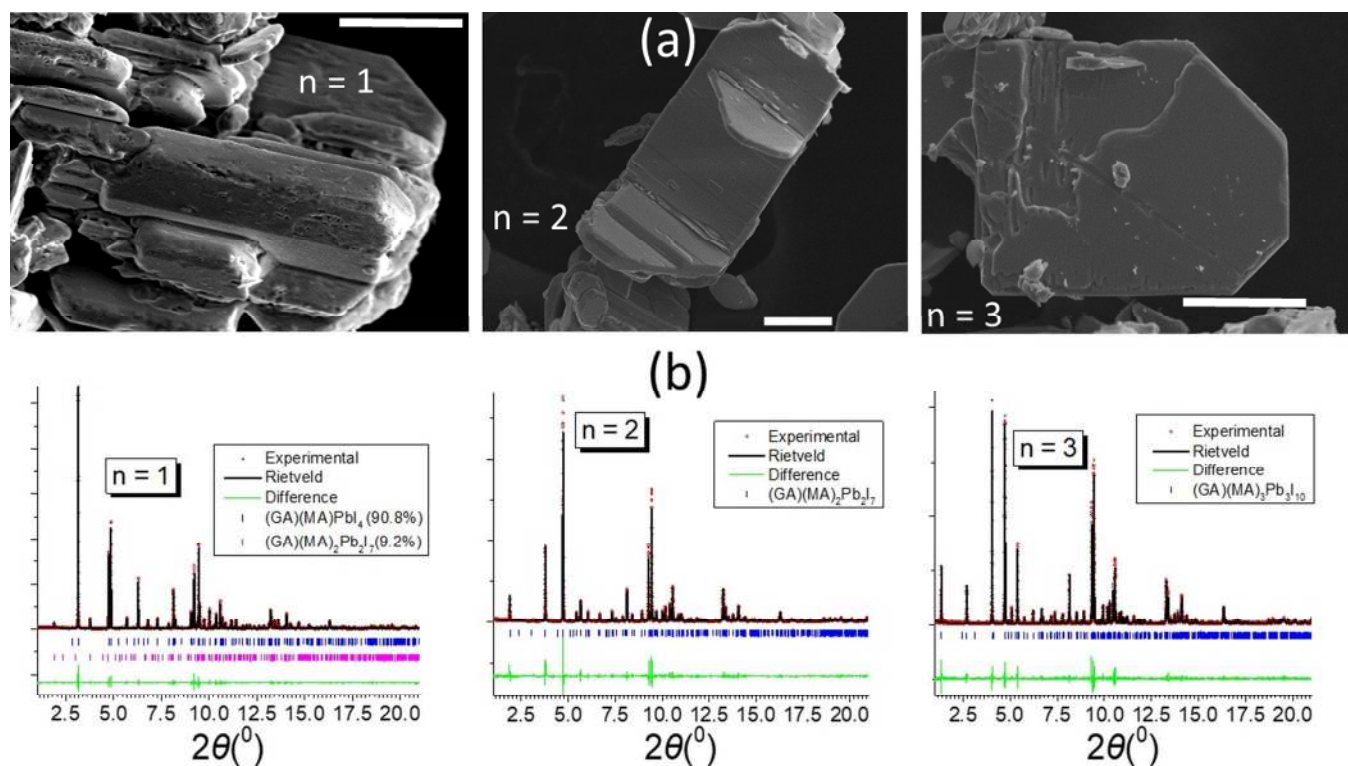 (a)
n = 1
n = 2
n = 3
(b)
n = 1
Experimental
Rietveld
Difference
(GA)(MA)PbI₄ (90.8%)
(GA)(MA)₂Pb₂I₇(9.2%)
2.5 5.0 7.5 10.0 12.5 15.0 17.5 20.0
2θ(⁰)
n = 2
Experimental
Rietveld
Difference
(GA)(MA)₂Pb₂I₇
2.5 5.0 7.5 10.0 12.5 15.0 17.5 20.0
2θ(⁰)
n = 3
Experimental
Rietveld
Difference
(GA)(MA)₃Pb₃I₁₀
2.5 5.0 7.5 10.0 12.5 15.0 17.5 20.0
2θ(⁰)